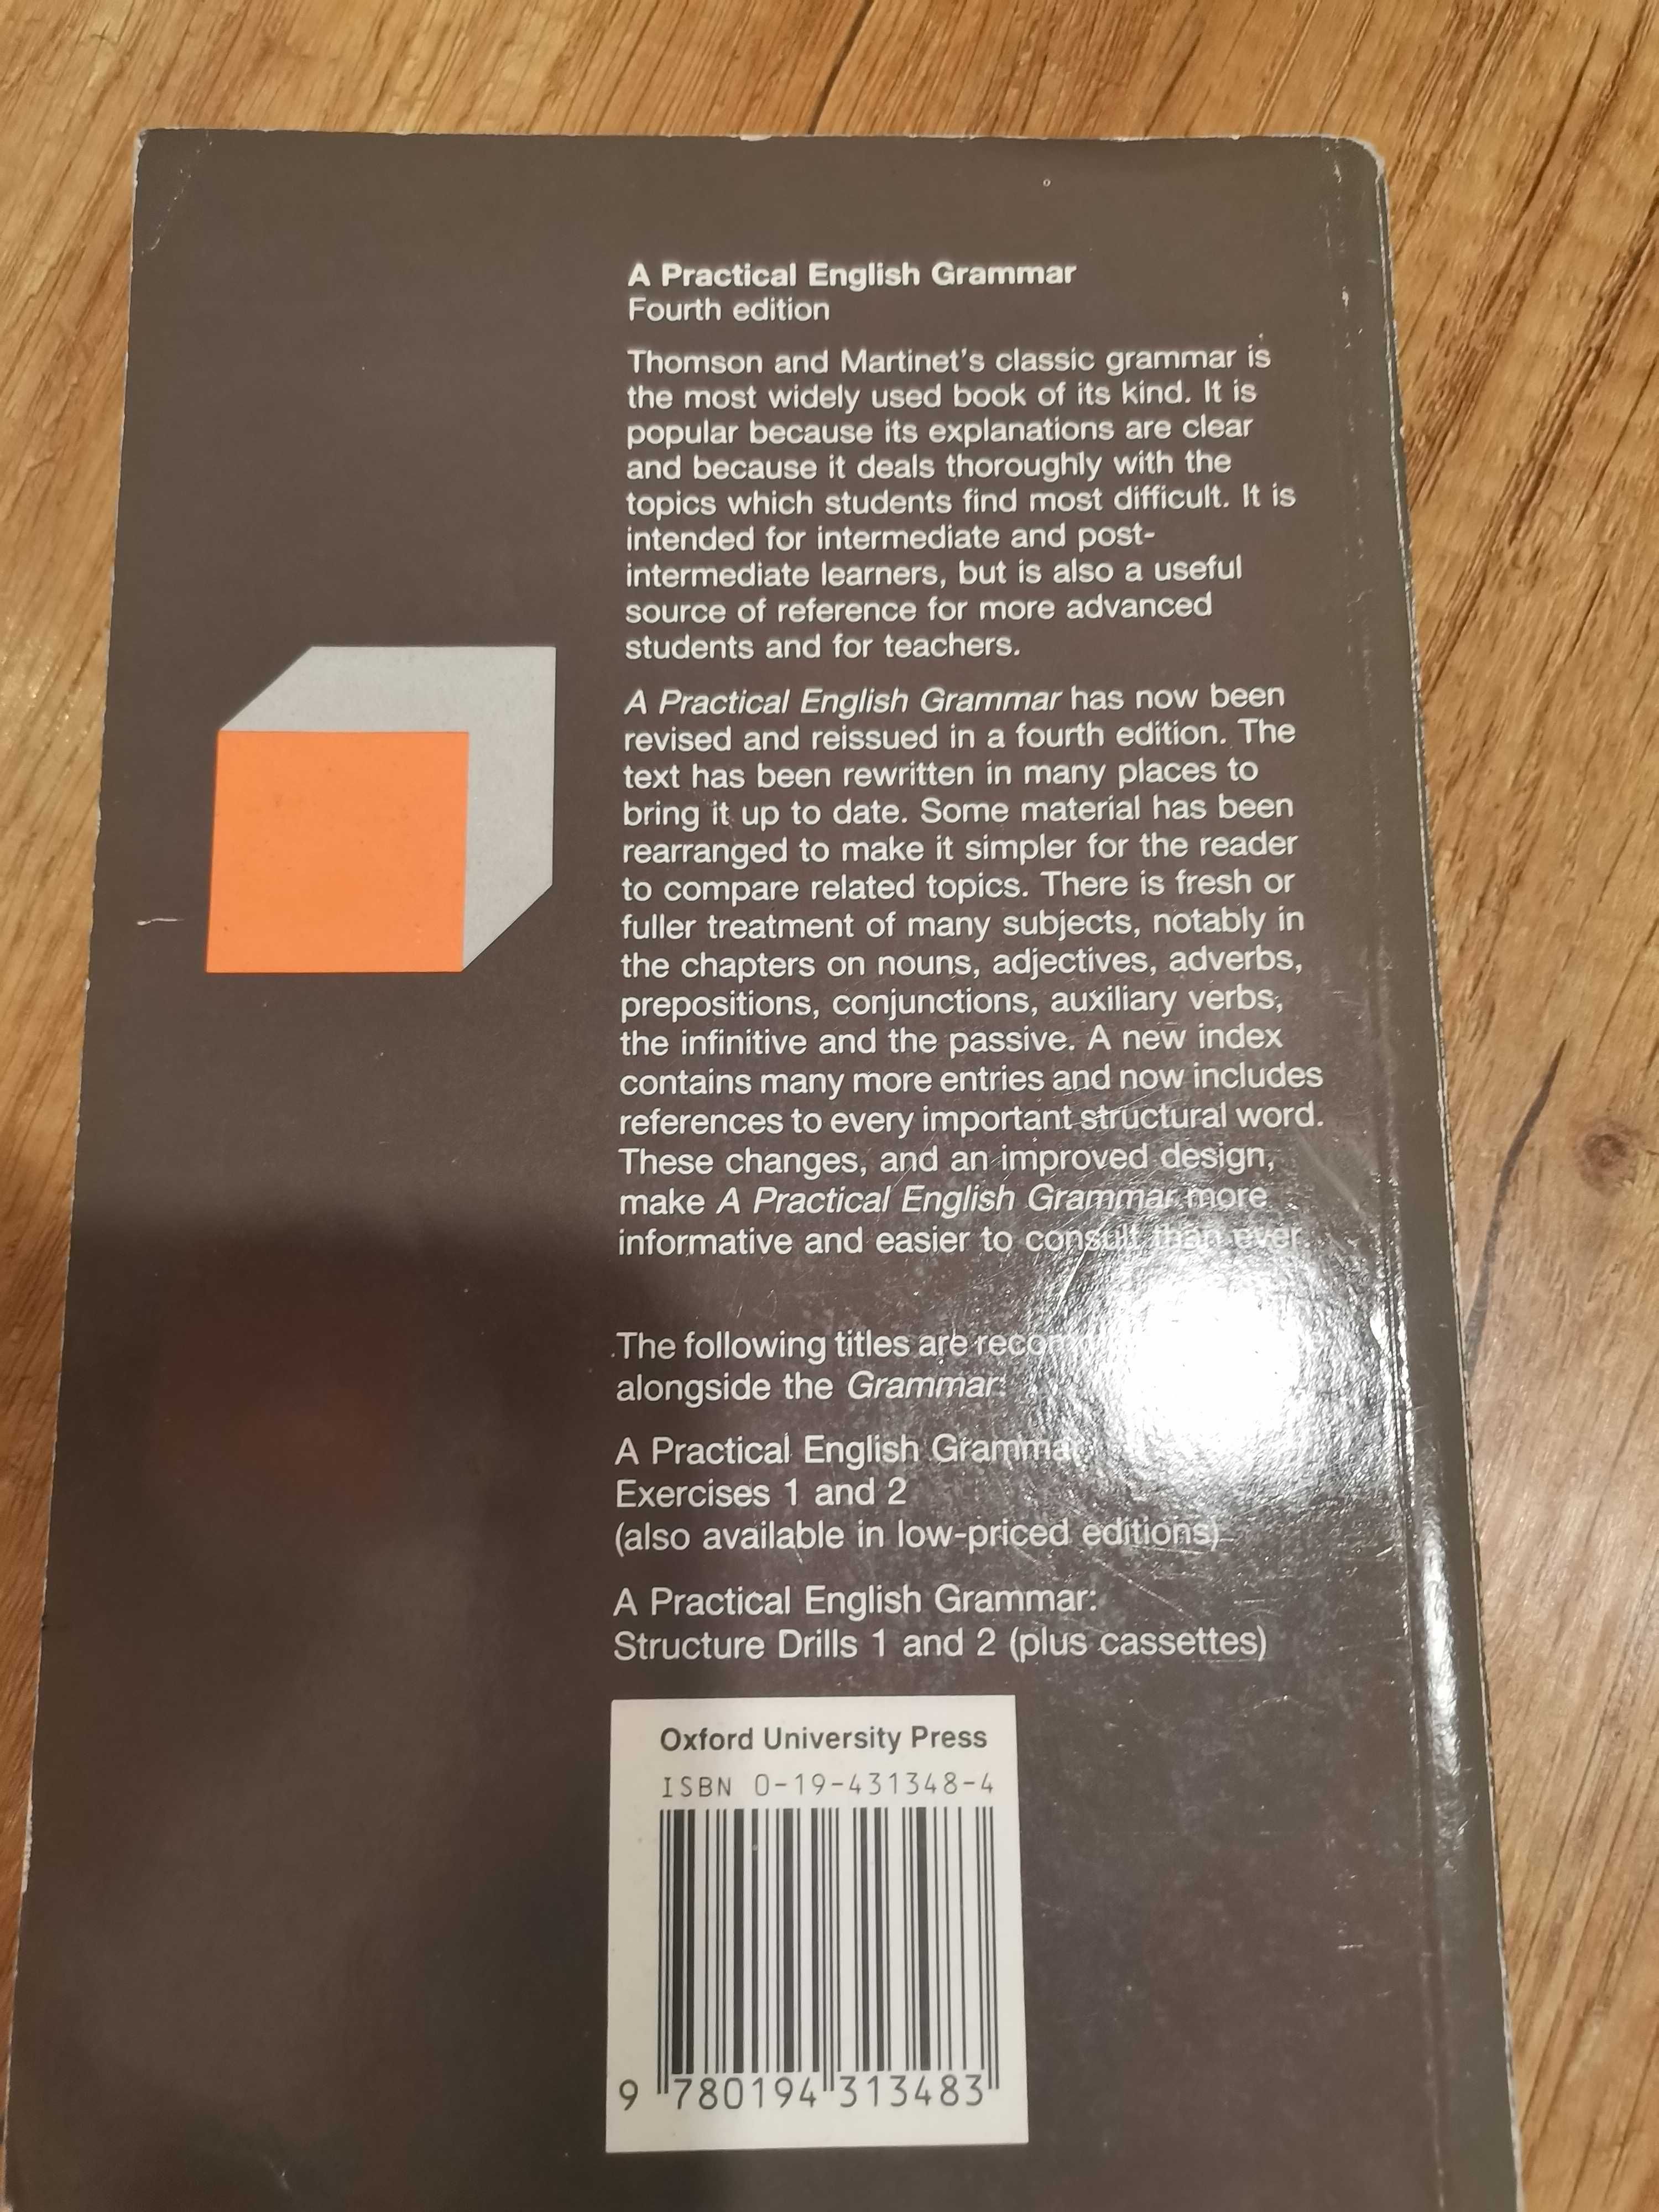 A Practical English Grammar
Fourth edition
Thomson and Martinet's classic grammar is
the most widely used book of its kind. It is
popular because its explanations are clear
and because it deals thoroughly with the
topics which students find most difficult. It is
intended for intermediate and post-
intermediate learners, but is also a useful
source of reference for more advanced
students and for teachers.
A Practical English Grammar has now been
revised and reissued in a fourth edition. The
text has been rewritten in many places to
bring it up to date. Some material has been
rearranged to make it simpler for the reader
to compare related topics. There is fresh or
fuller treatment of many subjects, notably in
the chapters on nouns, adjectives, adverbs,
prepositions, conjunctions, auxiliary verbs,
the infinitive and the passive. A new index
contains many more entries and now includes
references to every important structural word.
These changes, and an improved design,
make A Practical English Grammar more
informative and easier to consult than ever.
The following titles are
alongside the Grammar:
A Practical English Grammar:
Exercises 1 and 2
(also available in low-priced editions)
A Practical English Grammar:
Structure Drills 1 and 2 (plus cassettes)
Oxford University Press
ISBN 0-19-431348-4
9 780194 313483